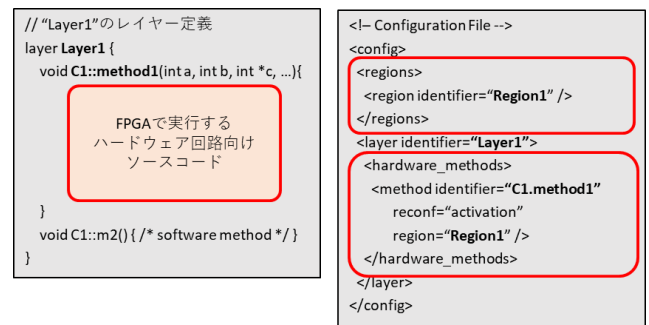 // “Layer1”のレイヤー定義
layer Layer1 {
void C1::method1(int a, int b, int *c, …){
FPGAで実行する
ハードウェア回路向け
ソースコード
}
void C1::m2() { /* software method */ }
}
<!– Configuration File -->
<config>
<regions>
<region identifier=“Region1” />
</regions>
<layer identifier=“Layer1”>
<hardware_methods>
<method identifier=“C1.method1”
reconf=“activation”
region=“Region1” />
</hardware_methods>
</layer>
</config>